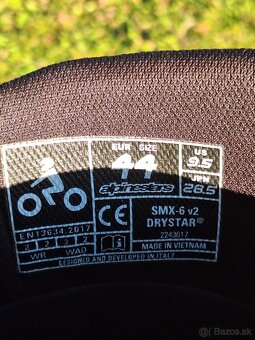 EUR SIZE
44
alpinestars
US
9.5
JPN
28.5
EN13634:2017
2 2 2 2
WR WAD
CE
SMX-6 v2
DRYSTAR®
2243017
MADE IN VIETNAM
DESIGNED AND DEVELOPED IN ITALY
bazos.sk